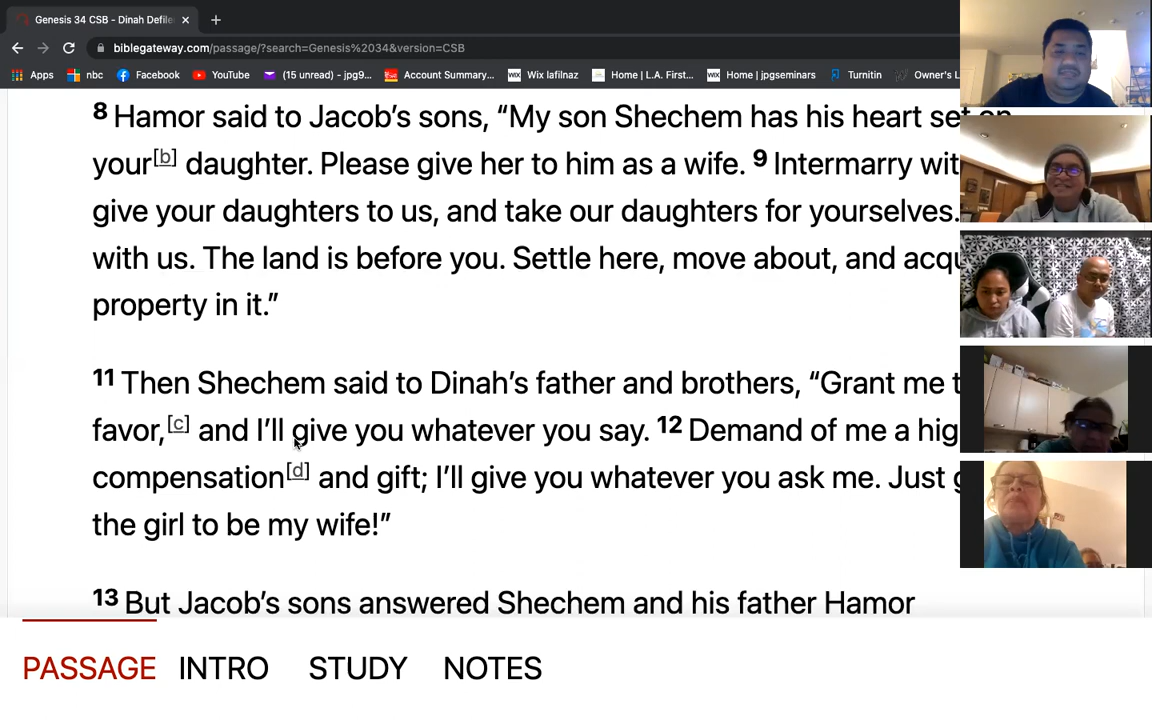 Genesis 34 CSB - Dinah Defile
biblegateway.com/passage/?search=Genesis%2034&version=CSB
Apps nbc Facebook YouTube (15 unread) - jpg9... Account Summary... Wix lafilnaz Home | L.A. First... Home | jpgseminars Turnitin Owner's L
8 Hamor said to Jacob's sons, “My son Shechem has his heart set on
your[b] daughter. Please give her to him as a wife. 9 Intermarry wit
give your daughters to us, and take our daughters for yourselves.
with us. The land is before you. Settle here, move about, and acqu
property in it.”
11 Then Shechem said to Dinah's father and brothers, “Grant me t
favor,[c] and I'll give you whatever you say. 12 Demand of me a hig
compensation[d] and gift; I'll give you whatever you ask me. Just g
the girl to be my wife!”
13 But Jacob's sons answered Shechem and his father Hamor
PASSAGE INTRO STUDY NOTES